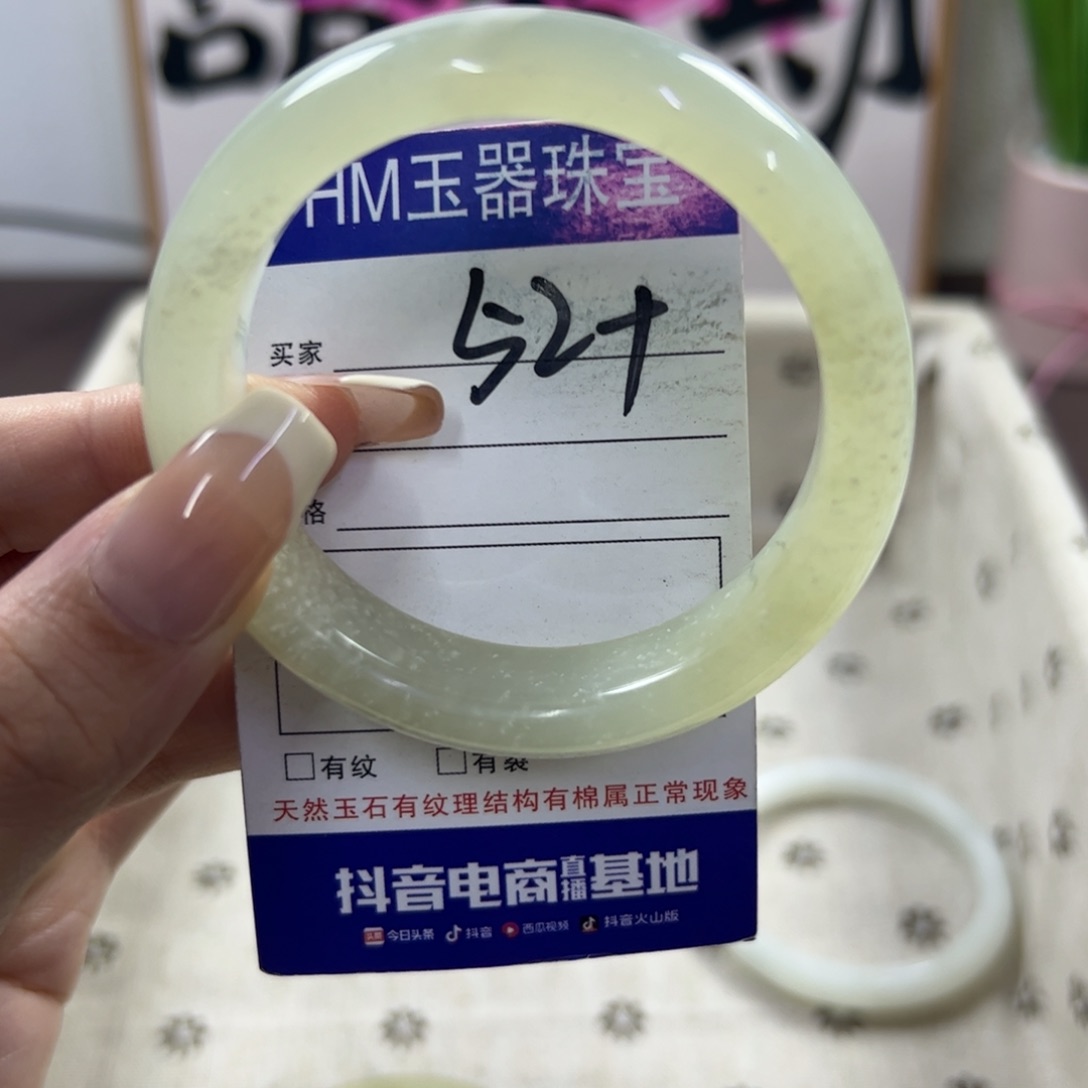 HM玉器珠宝
买家
52+
格
有纹
有裂
天然玉石有纹理结构有棉属正常现象
抖音电商直播基地
今日头条 抖音 西瓜视频 抖音火山版